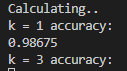 Calculating..
k = 1 accuracy:
0.98675
k = 3 accuracy: